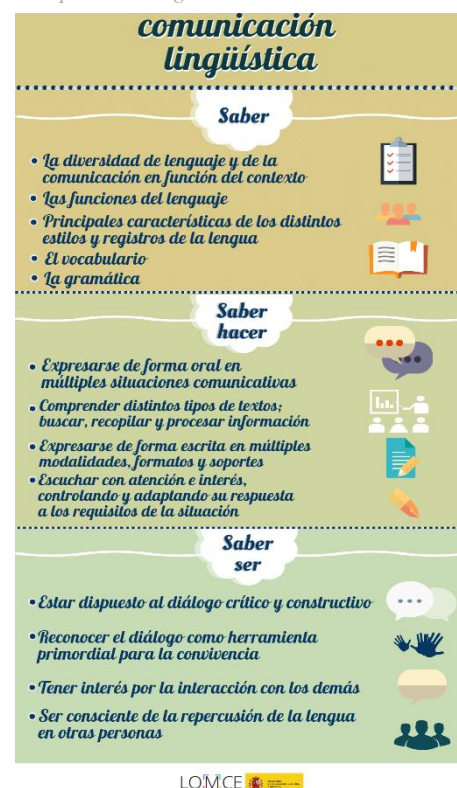 comunicación
lingüística
Saber
• La diversidad de lenguaje y de la
comunicación en función del contexto
• Las funciones del lenguaje
• Principales características de los distintos
estilos y registros de la lengua
• El vocabulario
• La gramática
Saber
hacer
• Expresarse de forma oral en
múltiples situaciones comunicativas
• Comprender distintos tipos de textos;
buscar, recopilar y procesar información
• Expresarse de forma escrita en múltiples
modalidades, formatos y soportes
• Escuchar con atención e interés,
controlando y adaptando su respuesta
a los requisitos de la situación
Saber
ser
• Estar dispuesto al diálogo crítico y constructivo
• Reconocer el diálogo como herramienta
primordial para la convivencia
• Tener interés por la interacción con los demás
• Ser consciente de la repercusión de la lengua
en otras personas
LOMCE